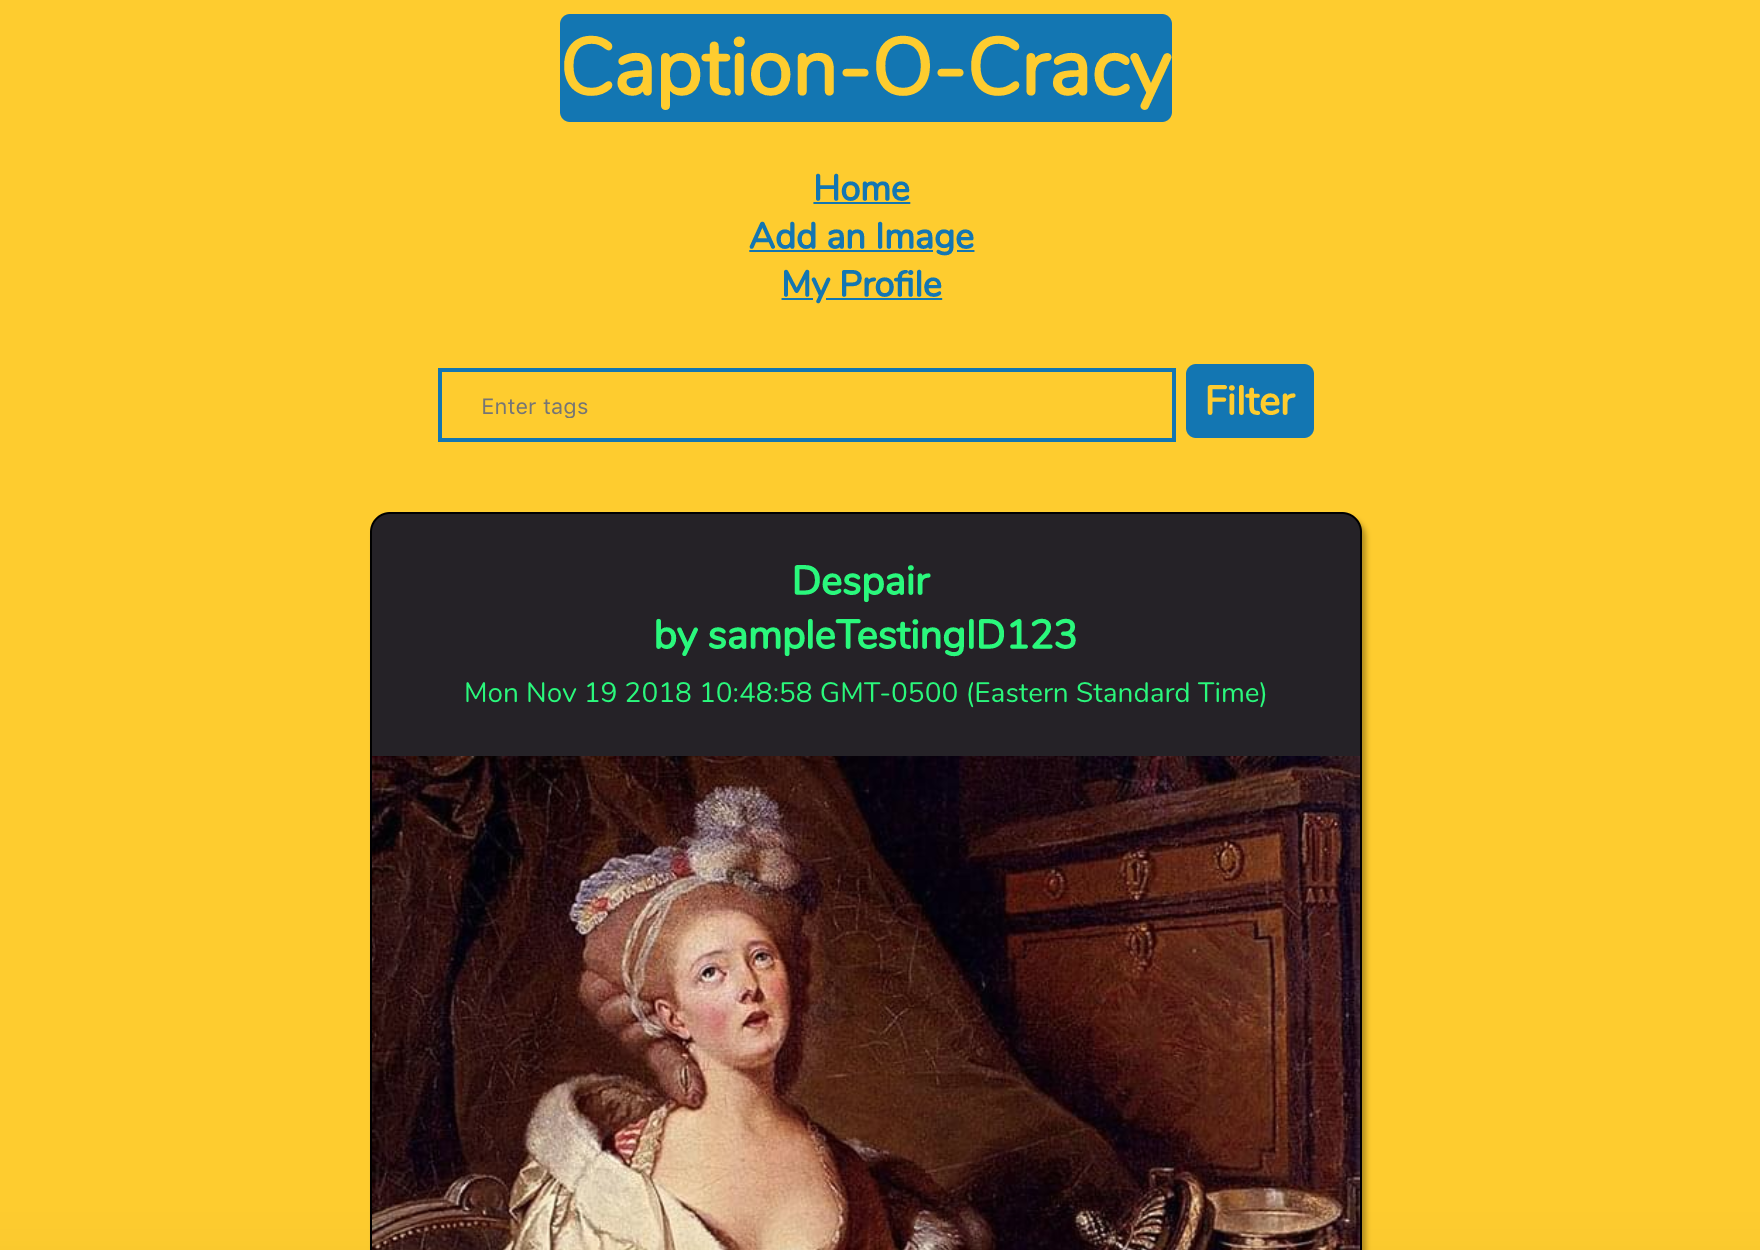 Caption-O-Cracy
Home
Add an Image
My Profile
Enter tags
Filter
Despair
by sampleTestingID123
Mon Nov 19 2018 10:48:58 GMT-0500 (Eastern Standard Time)